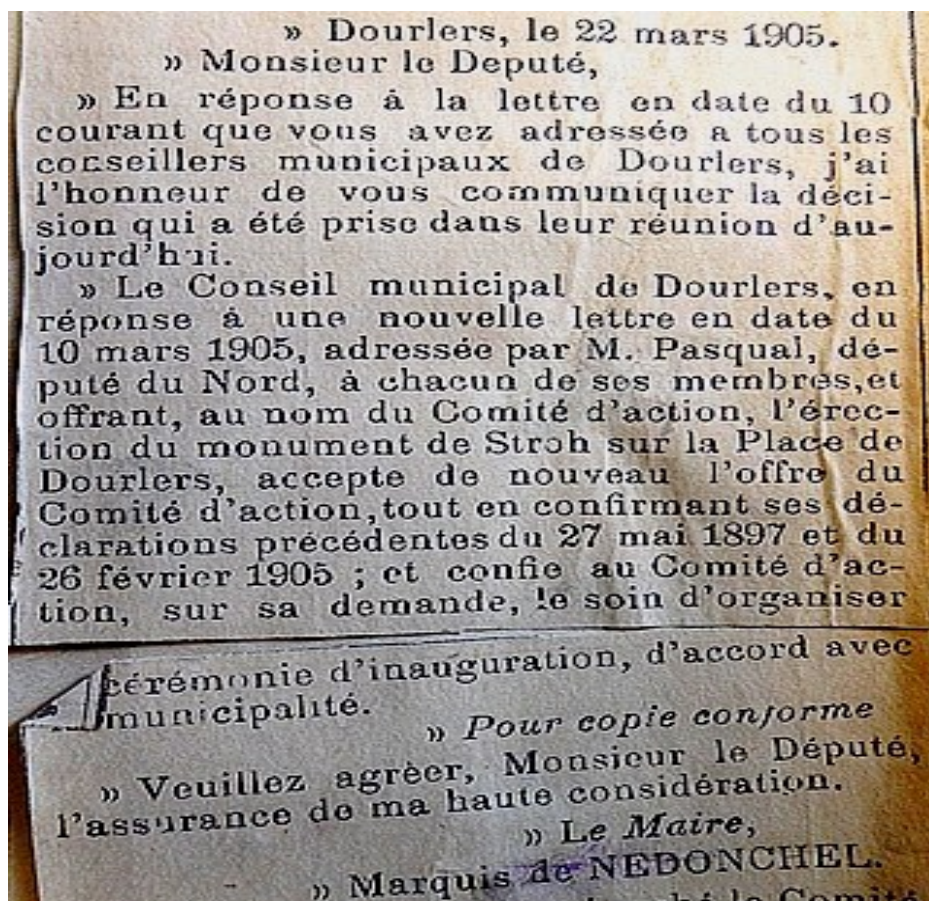 » Dourlers, le 22 mars 1905.
» Monsieur le Deputé,
» En réponse à la lettre en date du 10
courant que vous avez adressée a tous les
conseillers municipaux de Dourlers, j'ai
l'honneur de vous communiquer la déci-
sion qui a été prise dans leur réunion d'au-
jourd'hui.
» Le Conseil municipal de Dourlers, en
réponse à une nouvelle lettre en date du
10 mars 1905, adressée par M. Pasqual, dé-
puté du Nord, à chacun de ses membres, et
offrant, au nom du Comité d'action, l'érec-
tion du monument de Stroh sur la Place de
Dourlers, accepte de nouveau l'offre du
Comité d'action, tout en confirmant ses dé-
clarations précédentes du 27 mai 1897 et du
26 février 1905 ; et confie au Comité d'ac-
tion, sur sa demande, le soin d'organiser
cérémonie d'inauguration, d'accord avec
municipalité.
» Pour copie conforme
» Veuillez agrèer, Monsieur le Député,
l'assurance de ma haute considération.
» Le Maire,
» Marquis de NEDONCHEL.
le Comité